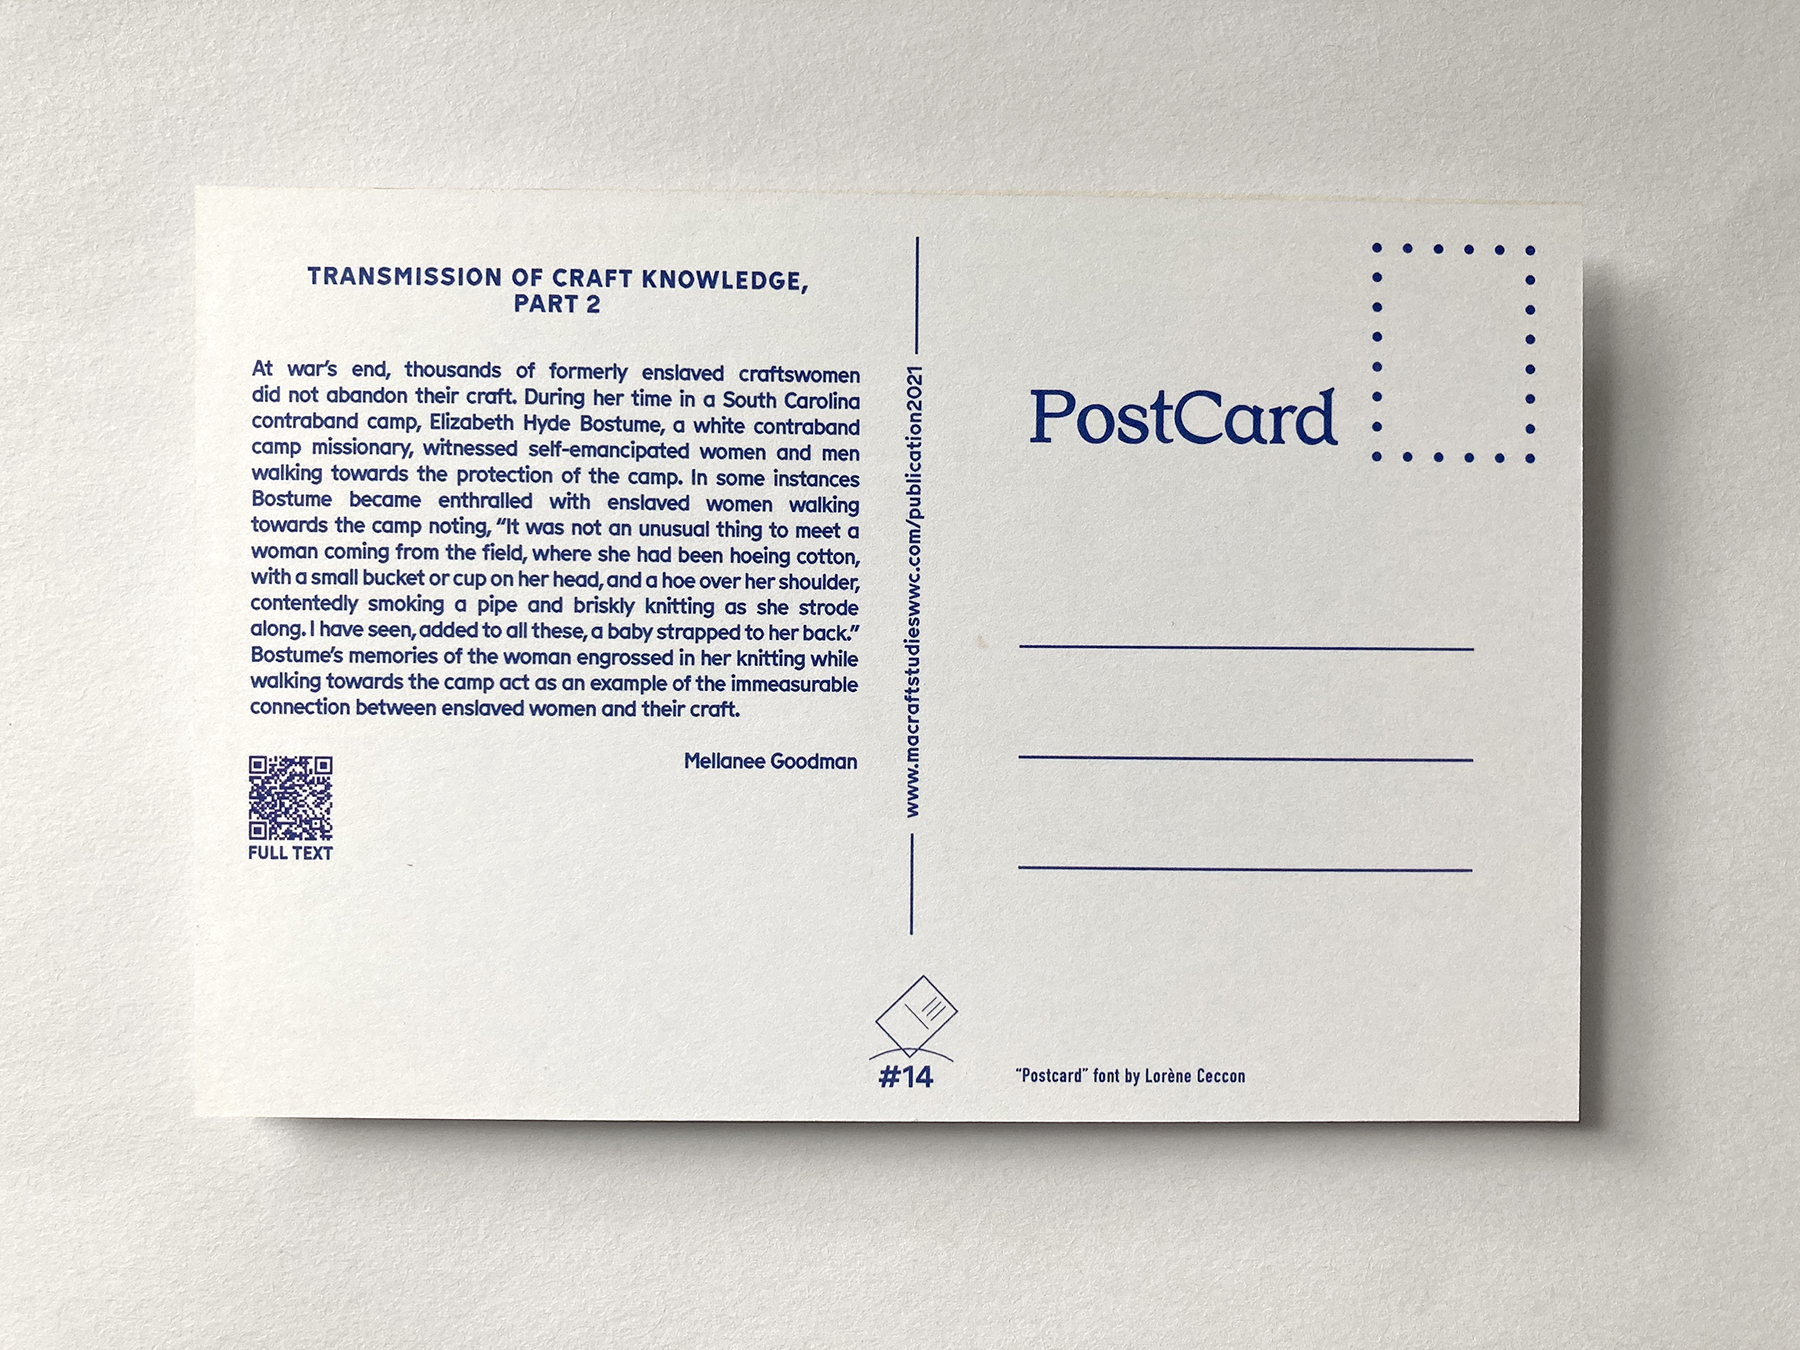 TRANSMISSION OF CRAFT KNOWLEDGE,
PART 2
At war's end, thousands of formerly enslaved craftswomen
did not abandon their craft. During her time in a South Carolina
contraband camp, Elizabeth Hyde Bostume, a white contraband
camp missionary, witnessed self-emancipated women and men
walking towards the protection of the camp. In some instances
Bostume became enthralled with enslaved women walking
towards the camp noting, “It was not an unusual thing to meet a
woman coming from the field, where she had been hoeing cotton,
with a small bucket or cup on her head, and a hoe over her shoulder,
contentedly smoking a pipe and briskly knitting as she strode
along. I have seen, added to all these, a baby strapped to her back.”
Bostume's memories of the woman engrossed in her knitting while
walking towards the camp act as an example of the immeasurable
connection between enslaved women and their craft.
Mellanee Goodman
FULL TEXT
www.macraftstudieswwc.com/publication2021
#14
PostCard
“Postcard” font by Lorène Ceccon